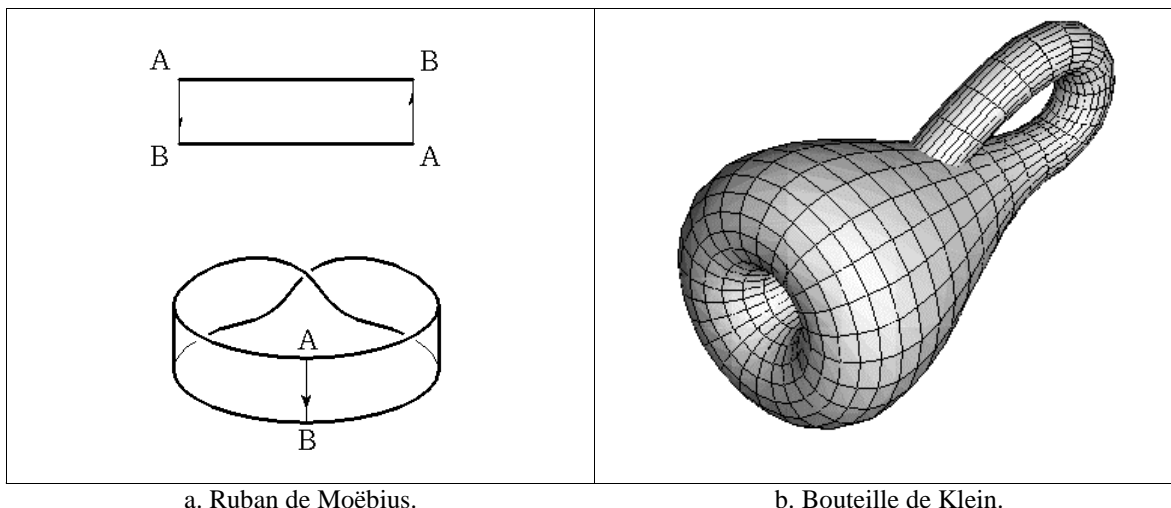 A B
B A
A
B
a. Ruban de Moëbius. b. Bouteille de Klein.